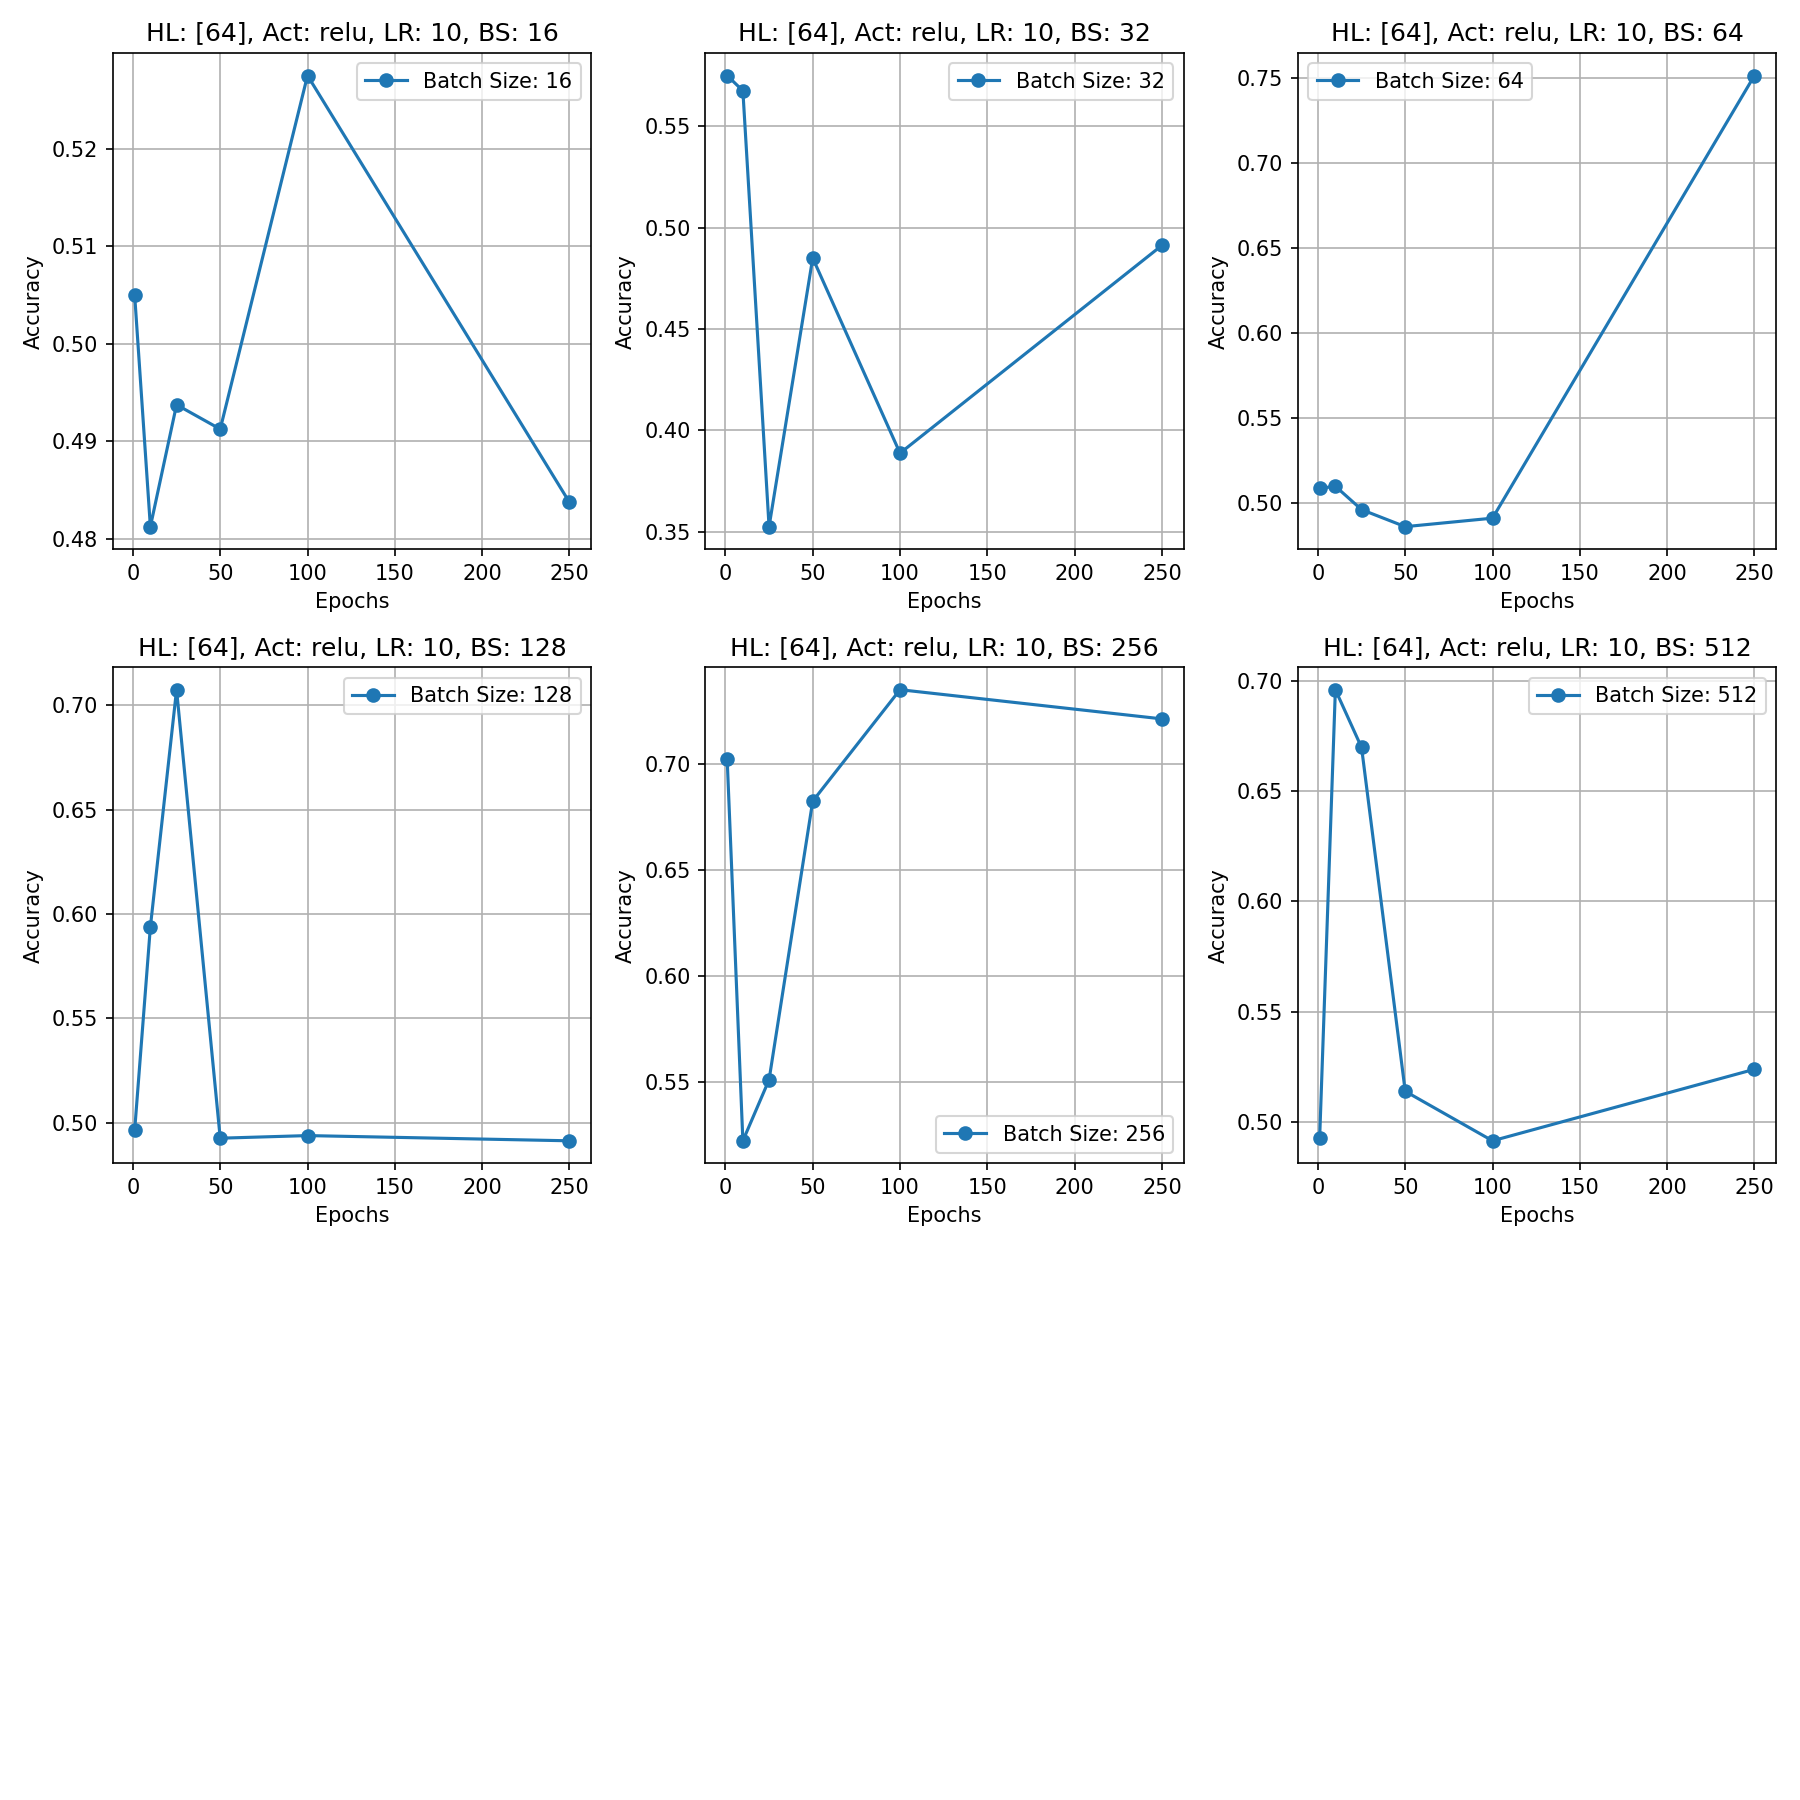 HL: [64], Act: relu, LR: 10, BS: 16
Batch Size: 16
Accuracy
0.52
0.51
0.50
0.49
0.48
0 50 100 150 200 250
Epochs
HL: [64], Act: relu, LR: 10, BS: 32
Batch Size: 32
Accuracy
0.55
0.50
0.45
0.40
0.35
0 50 100 150 200 250
Epochs
HL: [64], Act: relu, LR: 10, BS: 64
Batch Size: 64
Accuracy
0.75
0.70
0.65
0.60
0.55
0.50
0 50 100 150 200 250
Epochs
HL: [64], Act: relu, LR: 10, BS: 128
Batch Size: 128
Accuracy
0.70
0.65
0.60
0.55
0.50
0 50 100 150 200 250
Epochs
HL: [64], Act: relu, LR: 10, BS: 256
Batch Size: 256
Accuracy
0.70
0.65
0.60
0.55
0 50 100 150 200 250
Epochs
HL: [64], Act: relu, LR: 10, BS: 512
Batch Size: 512
Accuracy
0.70
0.65
0.60
0.55
0.50
0 50 100 150 200 250
Epochs